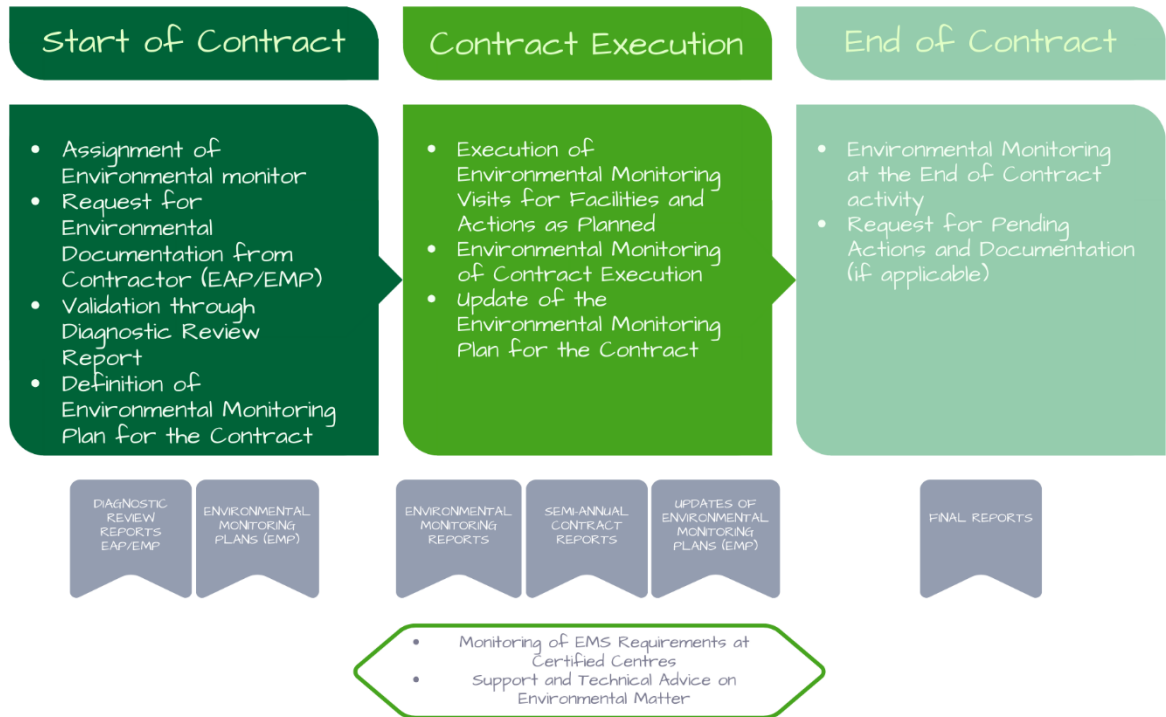 Start of Contract
Contract Execution
End of Contract
• Assignment of
Environmental monitor
• Request for
Environmental
Documentation from
Contractor (EAP/EMP)
• Validation through
Diagnostic Review
Report
• Definition of
Environmental Monitoring
Plan for the Contract
• Execution of
Environmental Monitoring
Visits for Facilities and
Actions as Planned
• Environmental Monitoring
of Contract Execution
• Update of the
Environmental Monitoring
Plan for the Contract
• Environmental Monitoring
at the End of Contract
activity
• Request for Pending
Actions and Documentation
(if applicable)
DIAGNOSTIC
REVIEW
REPORTS
EAP/EMP
ENVIRONMENTAL
MONITORING
PLANS (EMP)
ENVIRONMENTAL
MONITORING
REPORTS
SEMI-ANNUAL
CONTRACT
REPORTS
UPDATES OF
ENVIRONMENTAL
MONITORING
PLANS (EMP)
FINAL REPORTS
• Monitoring of EMS Requirements at
Certified Centres
• Support and Technical Advice on
Environmental Matter